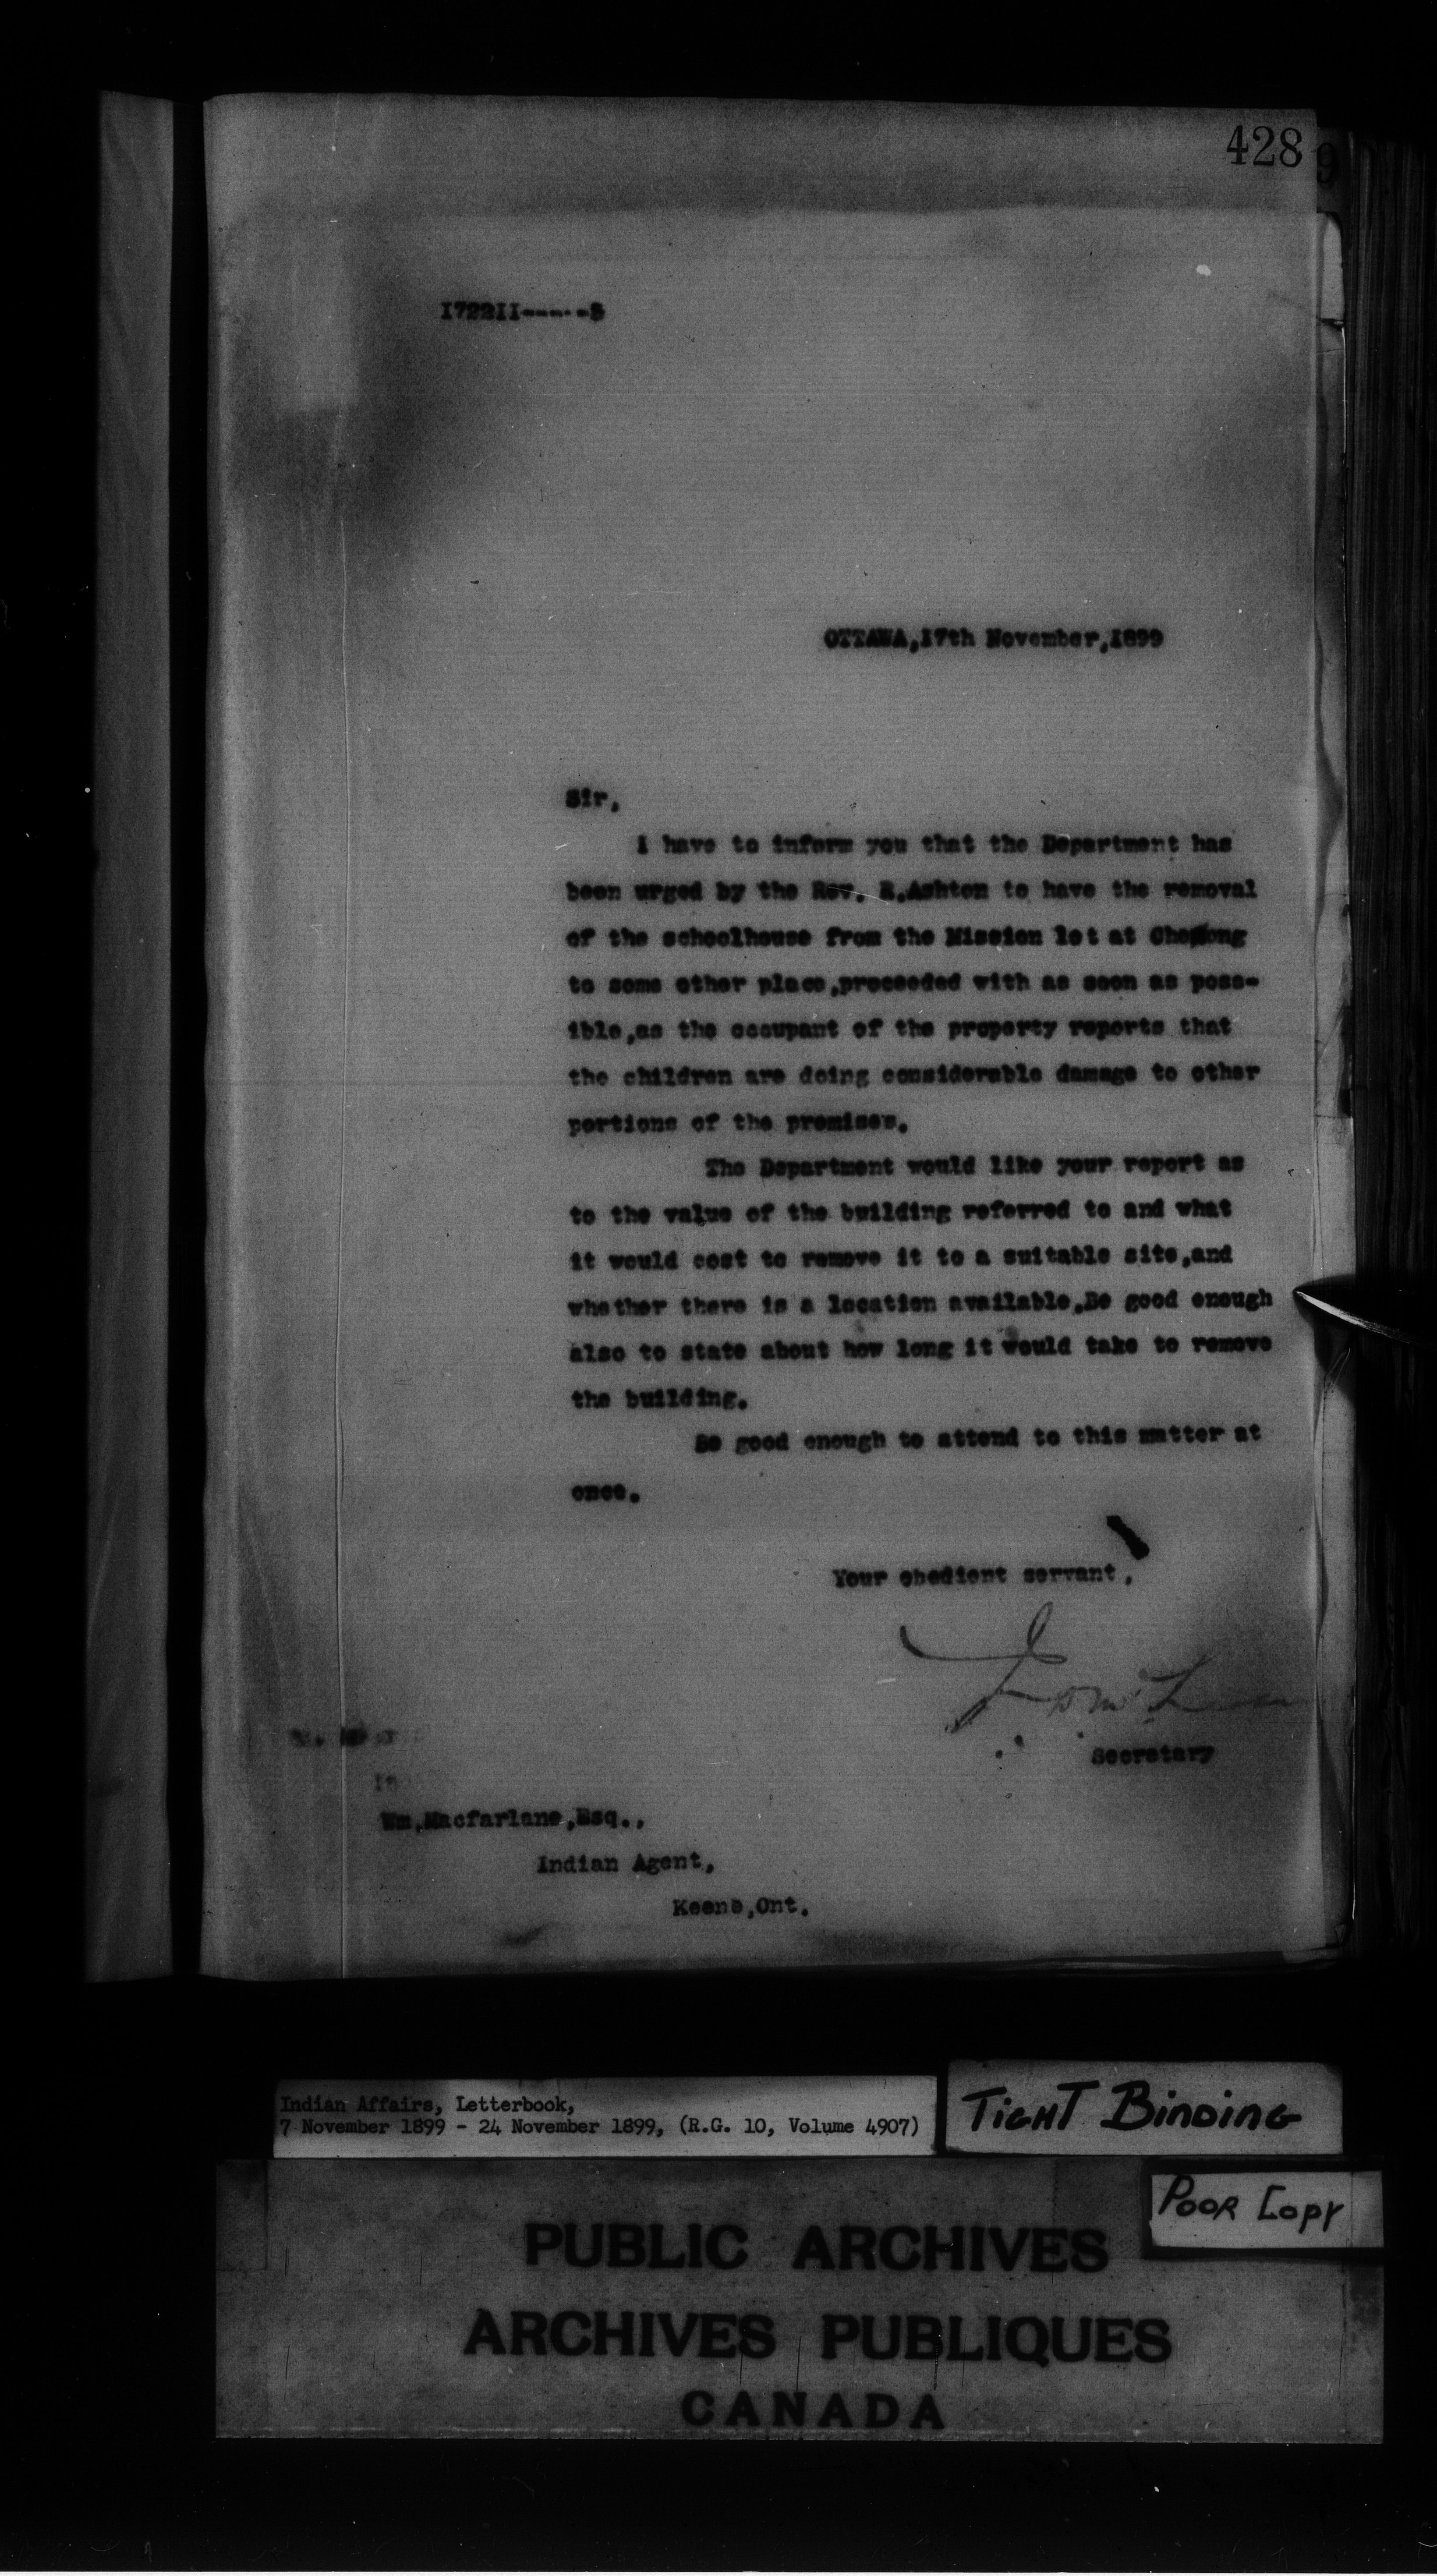 428
I722II------3
OTTAWA,17th November,1899
Sir,
I have to inform you that the Department has
been urged by the Rev. R.Ashton to have the removal
of the schoolhouse from the Mission lot at
to some other place,proceeded with as soon as poss-
ible,as the occupant of the property reports that
the children are doing considerable damage to other
portions of the premises.
The Department would like your report as
to the value of the building referred to and what
it would cost to remove it to a suitable site,and
whether there is a location available.Be good enough
also to state about how long it would take to remove
the building.
Be good enough to attend to this matter at
once.
Your obedient servant,
Secretary
Wm.Macfarlane,Esq.,
Indian Agent,
Keene,Ont.
Indian Affairs, Letterbook,
7 November 1899 - 24 November 1899, (R.G. 10, Volume 4907)
TIGHT BINDING
POOR COPY
PUBLIC ARCHIVES
ARCHIVES PUBLIQUES
CANADA